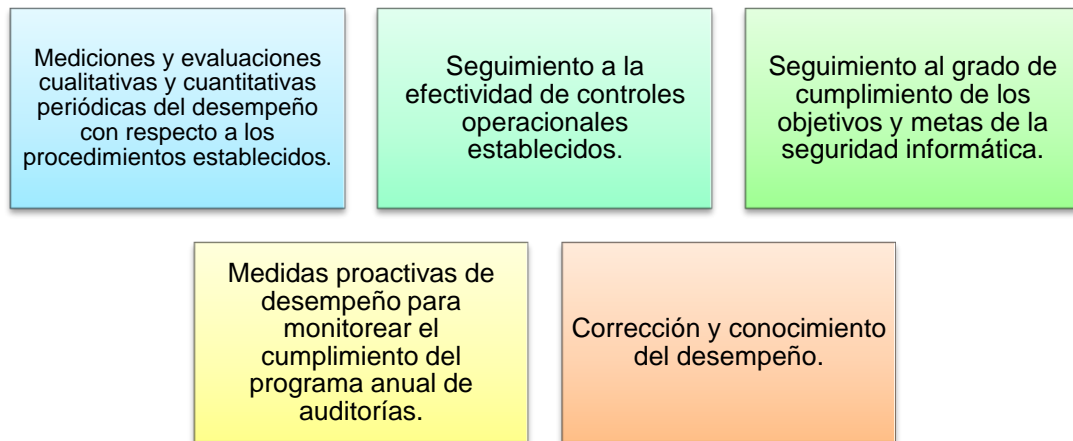 Mediciones y evaluaciones
cualitativas y cuantitativas
periódicas del desempeño
con respecto a los
procedimientos establecidos.
Seguimiento a la
efectividad de controles
operacionales
establecidos.
Seguimiento al grado de
cumplimiento de los
objetivos y metas de la
seguridad informática.
Medidas proactivas de
desempeño para
monitorear el
cumplimiento del
programa anual de
auditorías.
Corrección y conocimiento
del desempeño.